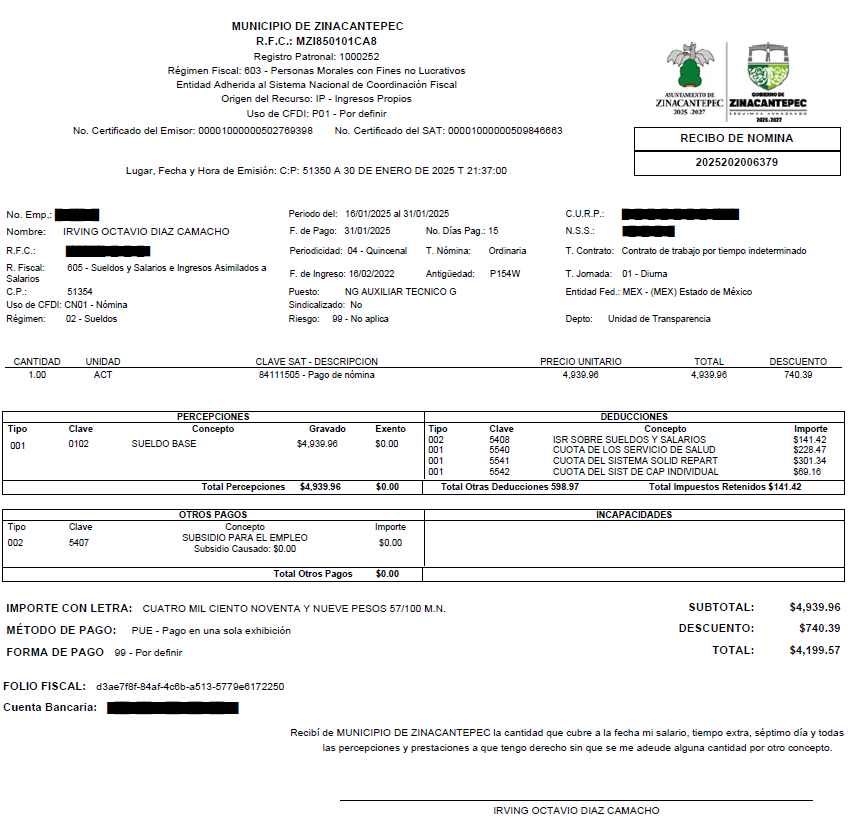 MUNICIPIO DE ZINACANTEPEC
R.F.C.: MZI850101CA8
Registro Patronal: 1000252
Régimen Fiscal: 603 - Personas Morales con Fines no Lucrativos
Entidad Adherida al Sistema Nacional de Coordinación Fiscal
Origen del Recurso: IP - Ingresos Propios
Uso de CFDI: P01 - Por definir
No. Certificado del Emisor: 00001000000502769398 No. Certificado del SAT: 00001000000509846663
Lugar, Fecha y Hora de Emisión: C:P: 51350 A 30 DE ENERO DE 2025 T 21:37:00
AYUNTAMIENTO DE
ZINACANTEPEC
2025 -2027
GOBIERNO DE
ZINACANTEPEC
SEGUIMOS AVANZANDO
2025-2027
RECIBO DE NOMINA
2025202006379
No. Emp,: Periodo del: 16/01/2025 al 31/01/2025 C.U.R.P.:
Nombre: IRVING OCTAVIO DIAZ CAMACHO F. de Pago: 31/01/2025 No. Días Pag.: 15 N.S.S.:
R.F.C.: Periodicidad: 04 - Quincenal T. Nómina: Ordinaria T. Contrato: Contrato de trabajo por tiempo indeterminado
R. Fiscal: 605 - Sueldos y Salarios e Ingresos Asimilados a
Salarios F. de Ingreso: 16/02/2022 Antigüedad: P154W T. Jornada: 01 - Diurna
C.P.: 51354 Puesto: NG AUXILIAR TECNICO G Entidad Fed.: MEX - (MEX) Estado de México
Uso de CFDI: CN01 - Nómina Sindicalizado: No
Régimen: 02 - Sueldos Riesgo: 99 - No aplica Depto: Unidad de Transparencia
CANTIDAD UNIDAD CLAVE SAT - DESCRIPCION PRECIO UNITARIO TOTAL DESCUENTO
1.00 ACT 84111505 - Pago de nómina 4,939.96 4,939.96 740.39
PERCEPCIONES
Tipo Clave Concepto Gravado Exento
001 0102 SUELDO BASE $4,939.96 $0.00
Total Percepciones $4,939.96 $0.00
DEDUCCIONES
Tipo Clave Concepto Importe
002 5408 ISR SOBRE SUELDOS Y SALARIOS $141.42
001 5540 CUOTA DE LOS SERVICIO DE SALUD $228.47
001 5541 CUOTA DEL SISTEMA SOLID REPART $301.34
001 5542 CUOTA DEL SIST DE CAP INDIVIDUAL $69.16
Total Otras Deducciones 598.97 Total Impuestos Retenidos $141.42
OTROS PAGOS
Tipo Clave Concepto Importe
002 5407 SUBSIDIO PARA EL EMPLEO $0.00
Subsidio Causado: $0.00
Total Otros Pagos $0.00
INCAPACIDADES
IMPORTE CON LETRA: CUATRO MIL CIENTO NOVENTA Y NUEVE PESOS 57/100 M.N. SUBTOTAL: $4,939.96
MÉTODO DE PAGO: PUE - Pago en una sola exhibición DESCUENTO: $740.39
FORMA DE PAGO 99 - Por definir TOTAL: $4,199.57
FOLIO FISCAL: d3ae7f8f-84af-4c6b-a513-5779e6172250
Cuenta Bancaria:
Recibí de MUNICIPIO DE ZINACANTEPEC la cantidad que cubre a la fecha mi salario, tiempo extra, séptimo día y todas
las percepciones y prestaciones a que tengo derecho sin que se me adeude alguna cantidad por otro concepto.
IRVING OCTAVIO DIAZ CAMACHO